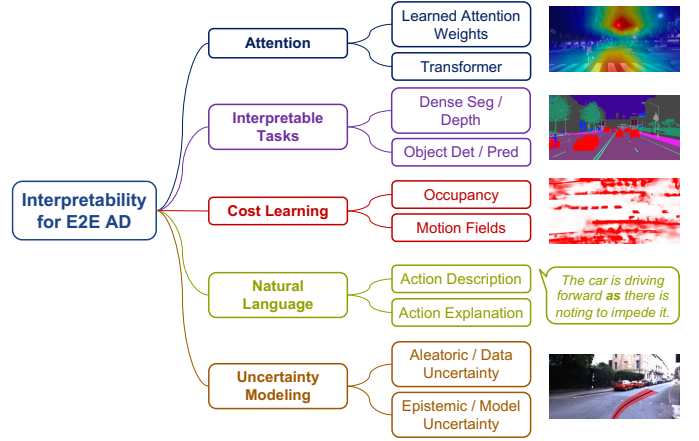 Interpretability
for E2E AD
Attention
Learned Attention
Weights
Transformer
Interpretable
Tasks
Dense Seg /
Depth
Object Det / Pred
Cost Learning
Occupancy
Motion Fields
Natural
Language
Action Description
Action Explanation
The car is driving
forward as there is
noting to impede it.
Uncertainty
Modeling
Aleatoric / Data
Uncertainty
Epistemic / Model
Uncertainty